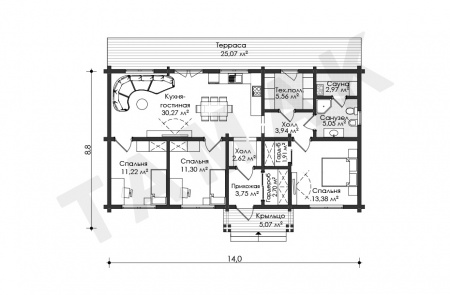 Терраса
25,07 м²
Кухня-
гостиная
30,27 м²
Тех.пом.
5,56 м²
Сауна
2,97 м²
Санузел
5,05 м²
Холл
3,94 м²
Спальня
11,22 м²
Спальня
11,30 м²
Холл
2,62 м²
Гардыб
1,91 м²
Прихожая
3,75 м²
Гардероб
2,70 м²
Спальня
13,38 м²
Крыльцо
5,07 м²
8,8
14,0